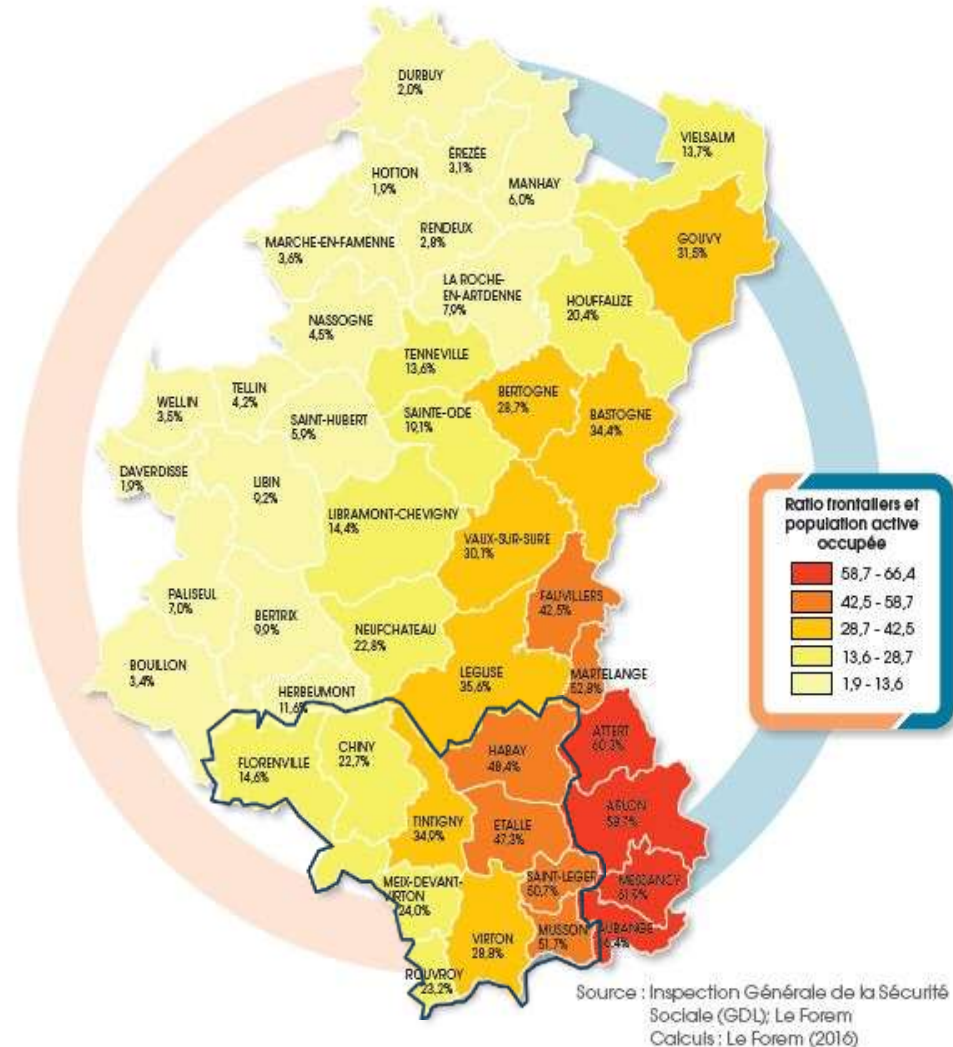 DURBUY
2,0%
VIELSALM
13,7%
ÉREZÉE
3,1%
HOTTON
1,9%
MANHAY
6,0%
RENDEUX
2,8%
MARCHE-EN-FAMENNE
3,6%
GOUVY
31,5%
LA ROCHE-
EN-ARTDENNE
7,9%
HOUFFALIZE
20,4%
NASSOGNE
4,5%
TENNEVILLE
13,6%
TELLIN
4,2%
WELLIN
3,5%
BERTOGNE
28,7%
SAINTE-ODE
19,1%
BASTOGNE
34,4%
SAINT-HUBERT
5,9%
DAVERDISSE
1,9%
LIBIN
9,2%
LIBRAMONT-CHEVIGNY
14,4%
VAUX-SUR-SURE
30,1%
Ratio frontaliers et
population active
occupée
58,7 - 66,4
42,5 - 58,7
28,7 - 42,5
13,6 - 28,7
1,9 - 13,6
PALISEUL
7,0%
FAUVILLERS
42,5%
BERTRIX
9,9%
NEUFCHATEAU
22,8%
BOUILLON
3,4%
LEGLISE
35,6%
MARTELANGE
52,8%
HERBEUMONT
11,6%
ATTERT
60,3%
CHINY
22,7%
HABAY
48,4%
FLORENVILLE
14,6%
ARLON
58,7%
TINTIGNY
34,9%
ETALLE
47,3%
SAINT-LEGER
50,7%
MESSANCY
MEIX-DEVANT-
VIRTON
24,0%
AUBANGE
6,4%
MUSSON
51,7%
VIRTON
28,8%
ROUVROY
23,2%
Source : Inspection Générale de la Sécurité
Sociale (GDL); Le Forem
Calculs : Le Forem (2016)